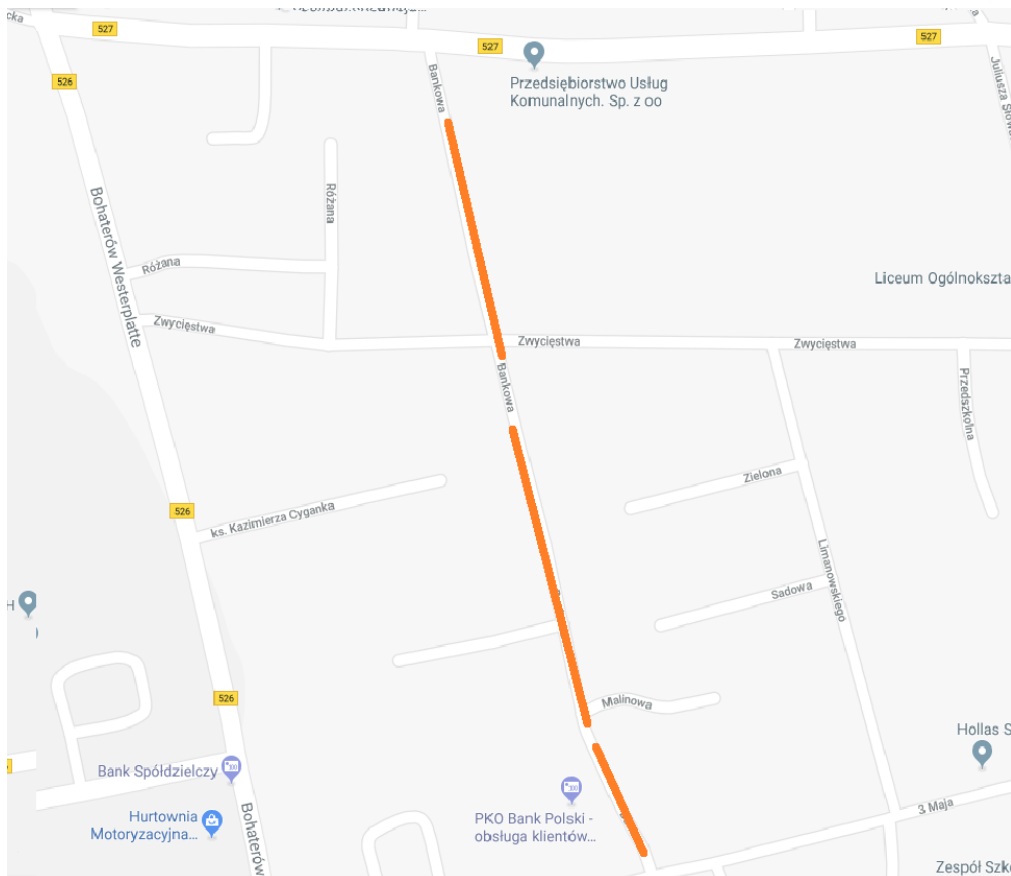 527
527
527
526
Bankowa
Przedsiębiorstwo Usług
Komunalnych. Sp. z oo
Juliusza
Różana
Bohaterów Westerplatte
Różana
Liceum Ogólnokszta
Zwycięstwa
Zwycięstwa
Zwycięstwa
Bankowa
Przedszkolna
Zielona
526
ks. Kazimierza Cyganka
Limanowskiego
Sadowa
H
526
Malinowa
Hollas S
Bank Spółdzielczy
3 Maja
Hurtownia
Motoryzacyjna...
Bohaterów
PKO Bank Polski -
obsługa klientów...
Zespół Szk